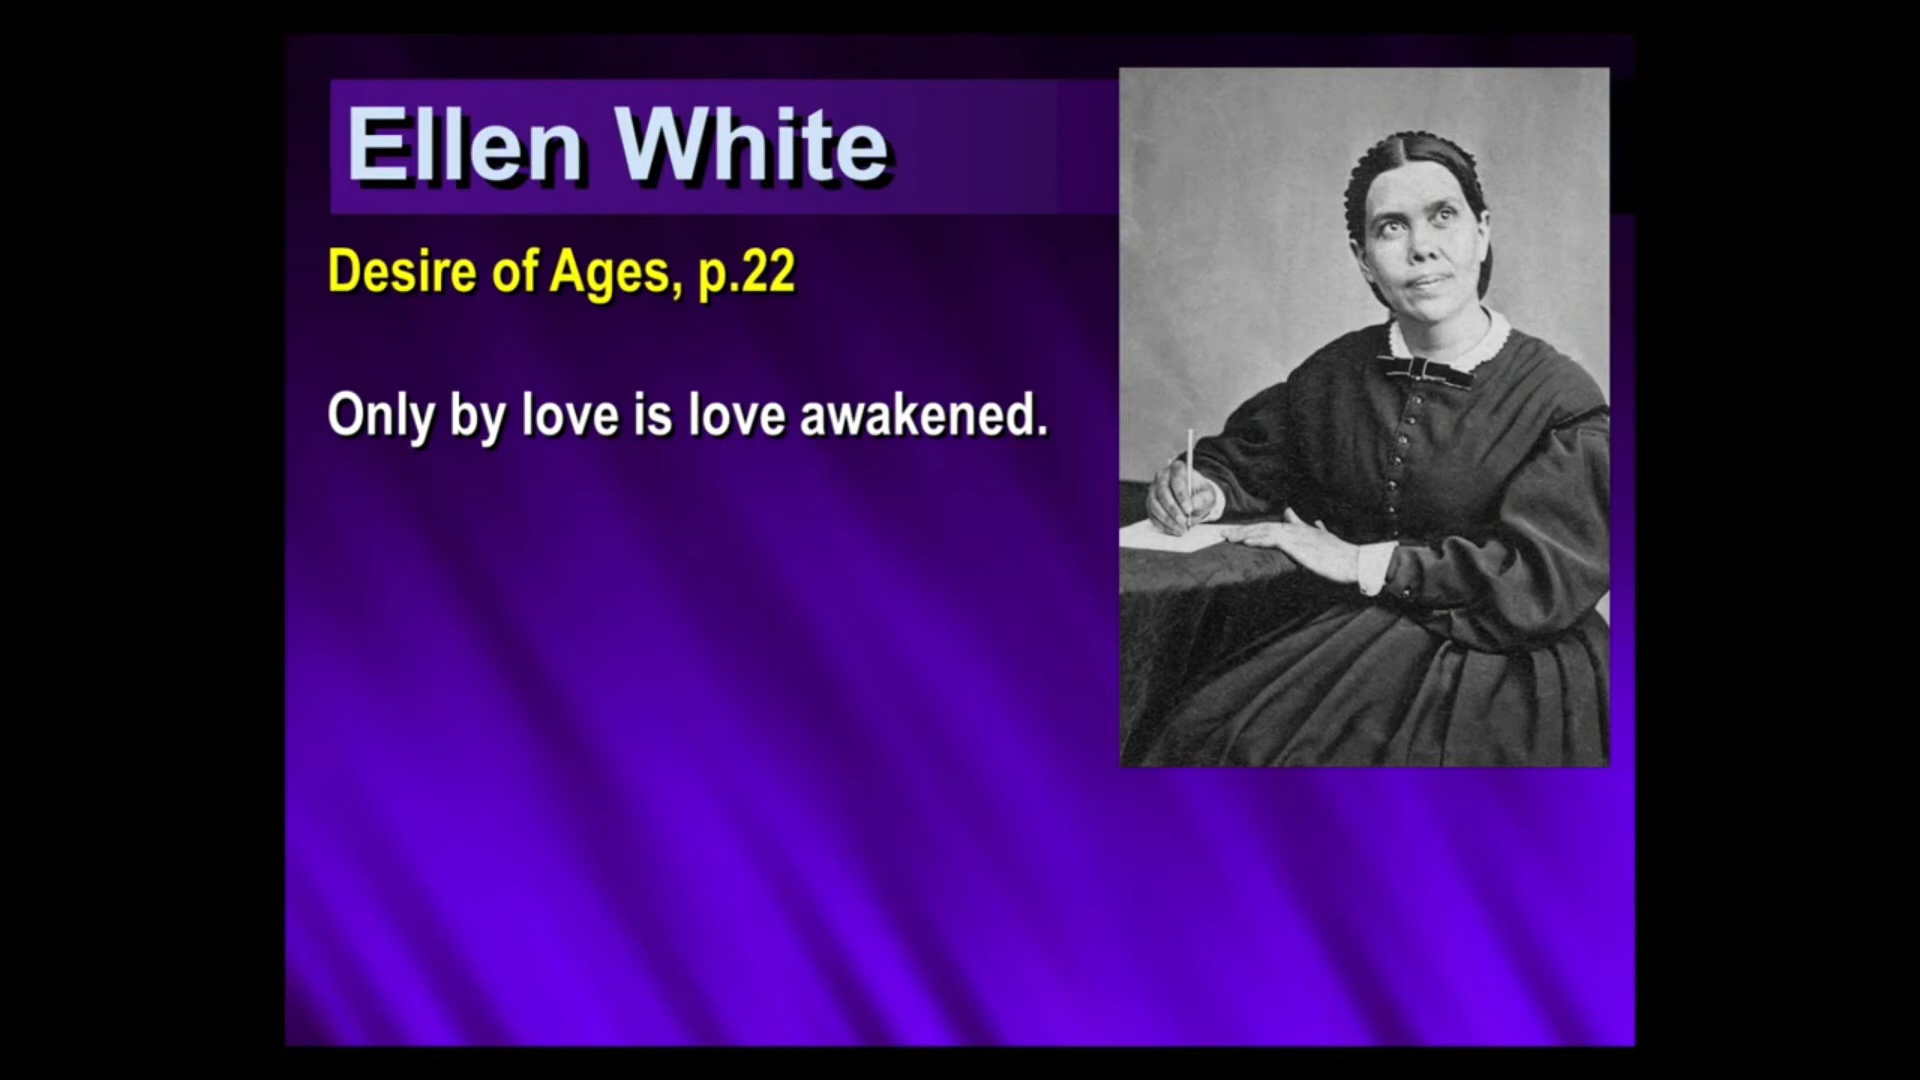 Ellen White
Desire of Ages, p.22
Only by love is love awakened.